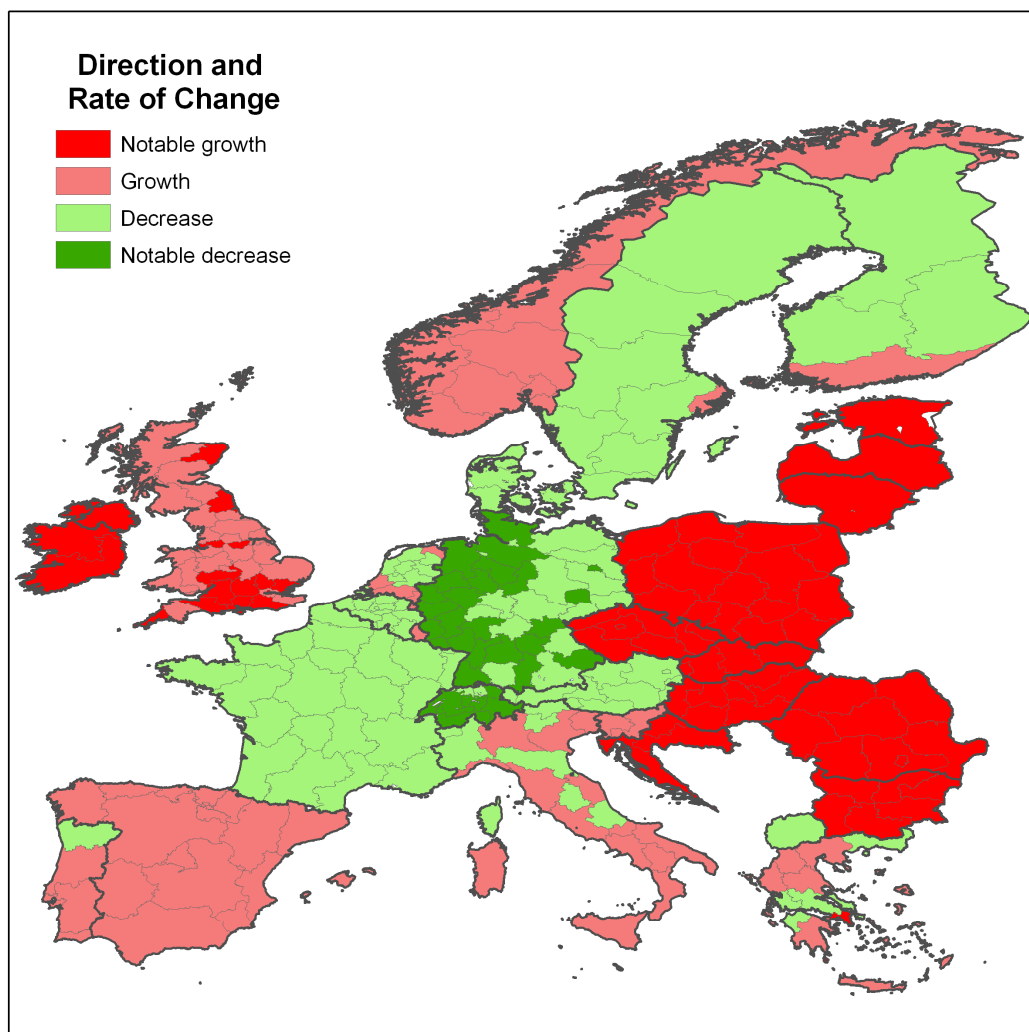 Direction and
Rate of Change
Notable growth
Growth
Decrease
Notable decrease